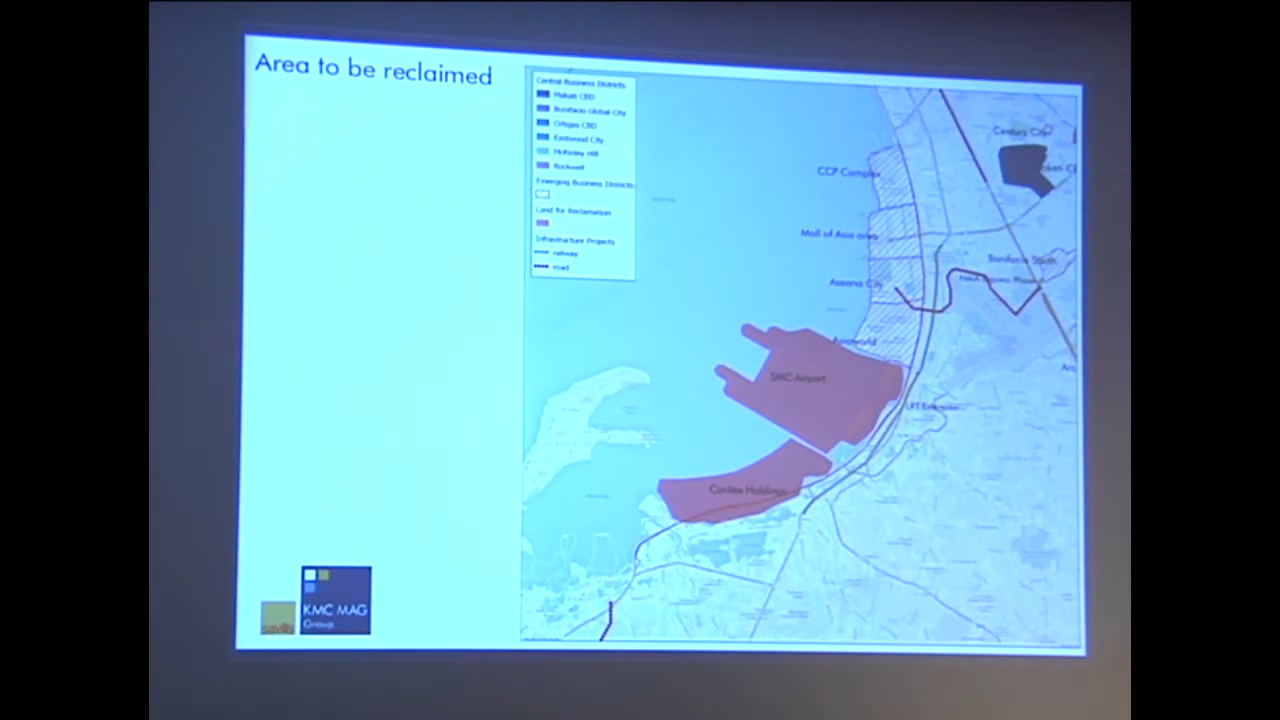 Area to be reclaimed
Central Business Districts
Makati CBD
Bonifacio Global City
Ortigas CBD
Eastwood City
McKinley Hill
Rockwell
Emerging Business Districts
Land for Reclamation
Infrastructure Projects
railway
road
Century City
CCP Complex
Mall of Asia area
Bonifacio South
Aseana City
Asiaworld
SMC Airport
LRT Extension
Holdings
savills
KMC MAG
Group